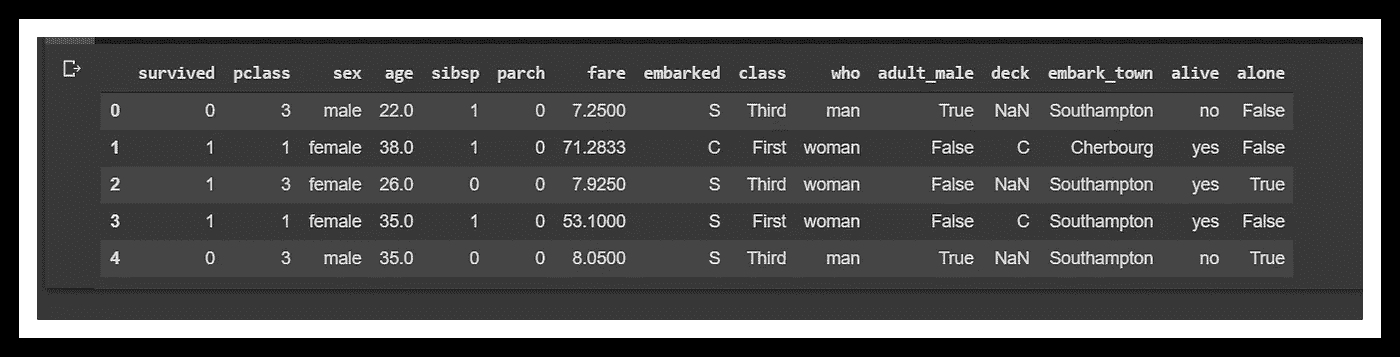 survived pclass sex age sibsp parch fare embarked class who adult_male deck embark_town alive alone
0 0 3 male 22.0 1 0 7.2500 S Third man True NaN Southampton no False
1 1 1 female 38.0 1 0 71.2833 C First woman False C Cherbourg yes False
2 1 3 female 26.0 0 0 7.9250 S Third woman False NaN Southampton yes True
3 1 1 female 35.0 1 0 53.1000 S First woman False C Southampton yes False
4 0 3 male 35.0 0 0 8.0500 S Third man True NaN Southampton no True